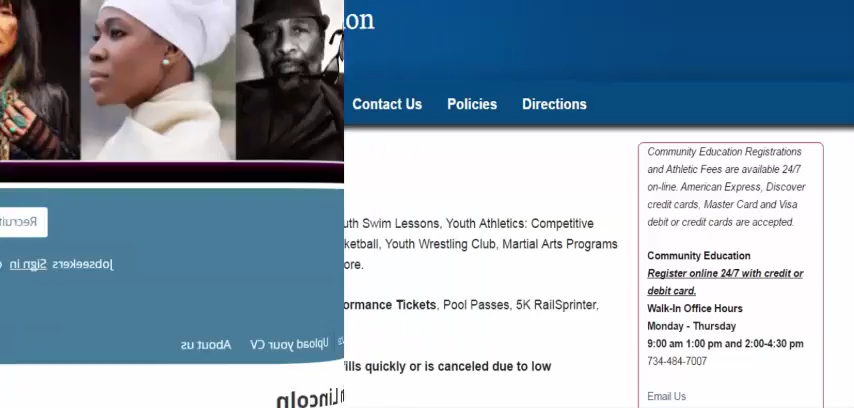 on
Contact Us Policies Directions
Community Education Registrations
and Athletic Fees are available 24/7
on-line. American Express, Discover
credit cards, Master Card and Visa
debit or credit cards are accepted.
Community Education
Register online 24/7 with credit or
debit card.
Walk-In Office Hours
Monday - Thursday
9:00 am 1:00 pm and 2:00-4:30 pm
734-484-7007
Email Us
uth Swim Lessons, Youth Athletics: Competitive
ketball, Youth Wrestling Club, Martial Arts Programs
ore.
ormance Tickets, Pool Passes, 5K RailSprinter,
fills quickly or is canceled due to low
Recruit
Jobseekers Sign in
Upload your CV About us
Lincoln